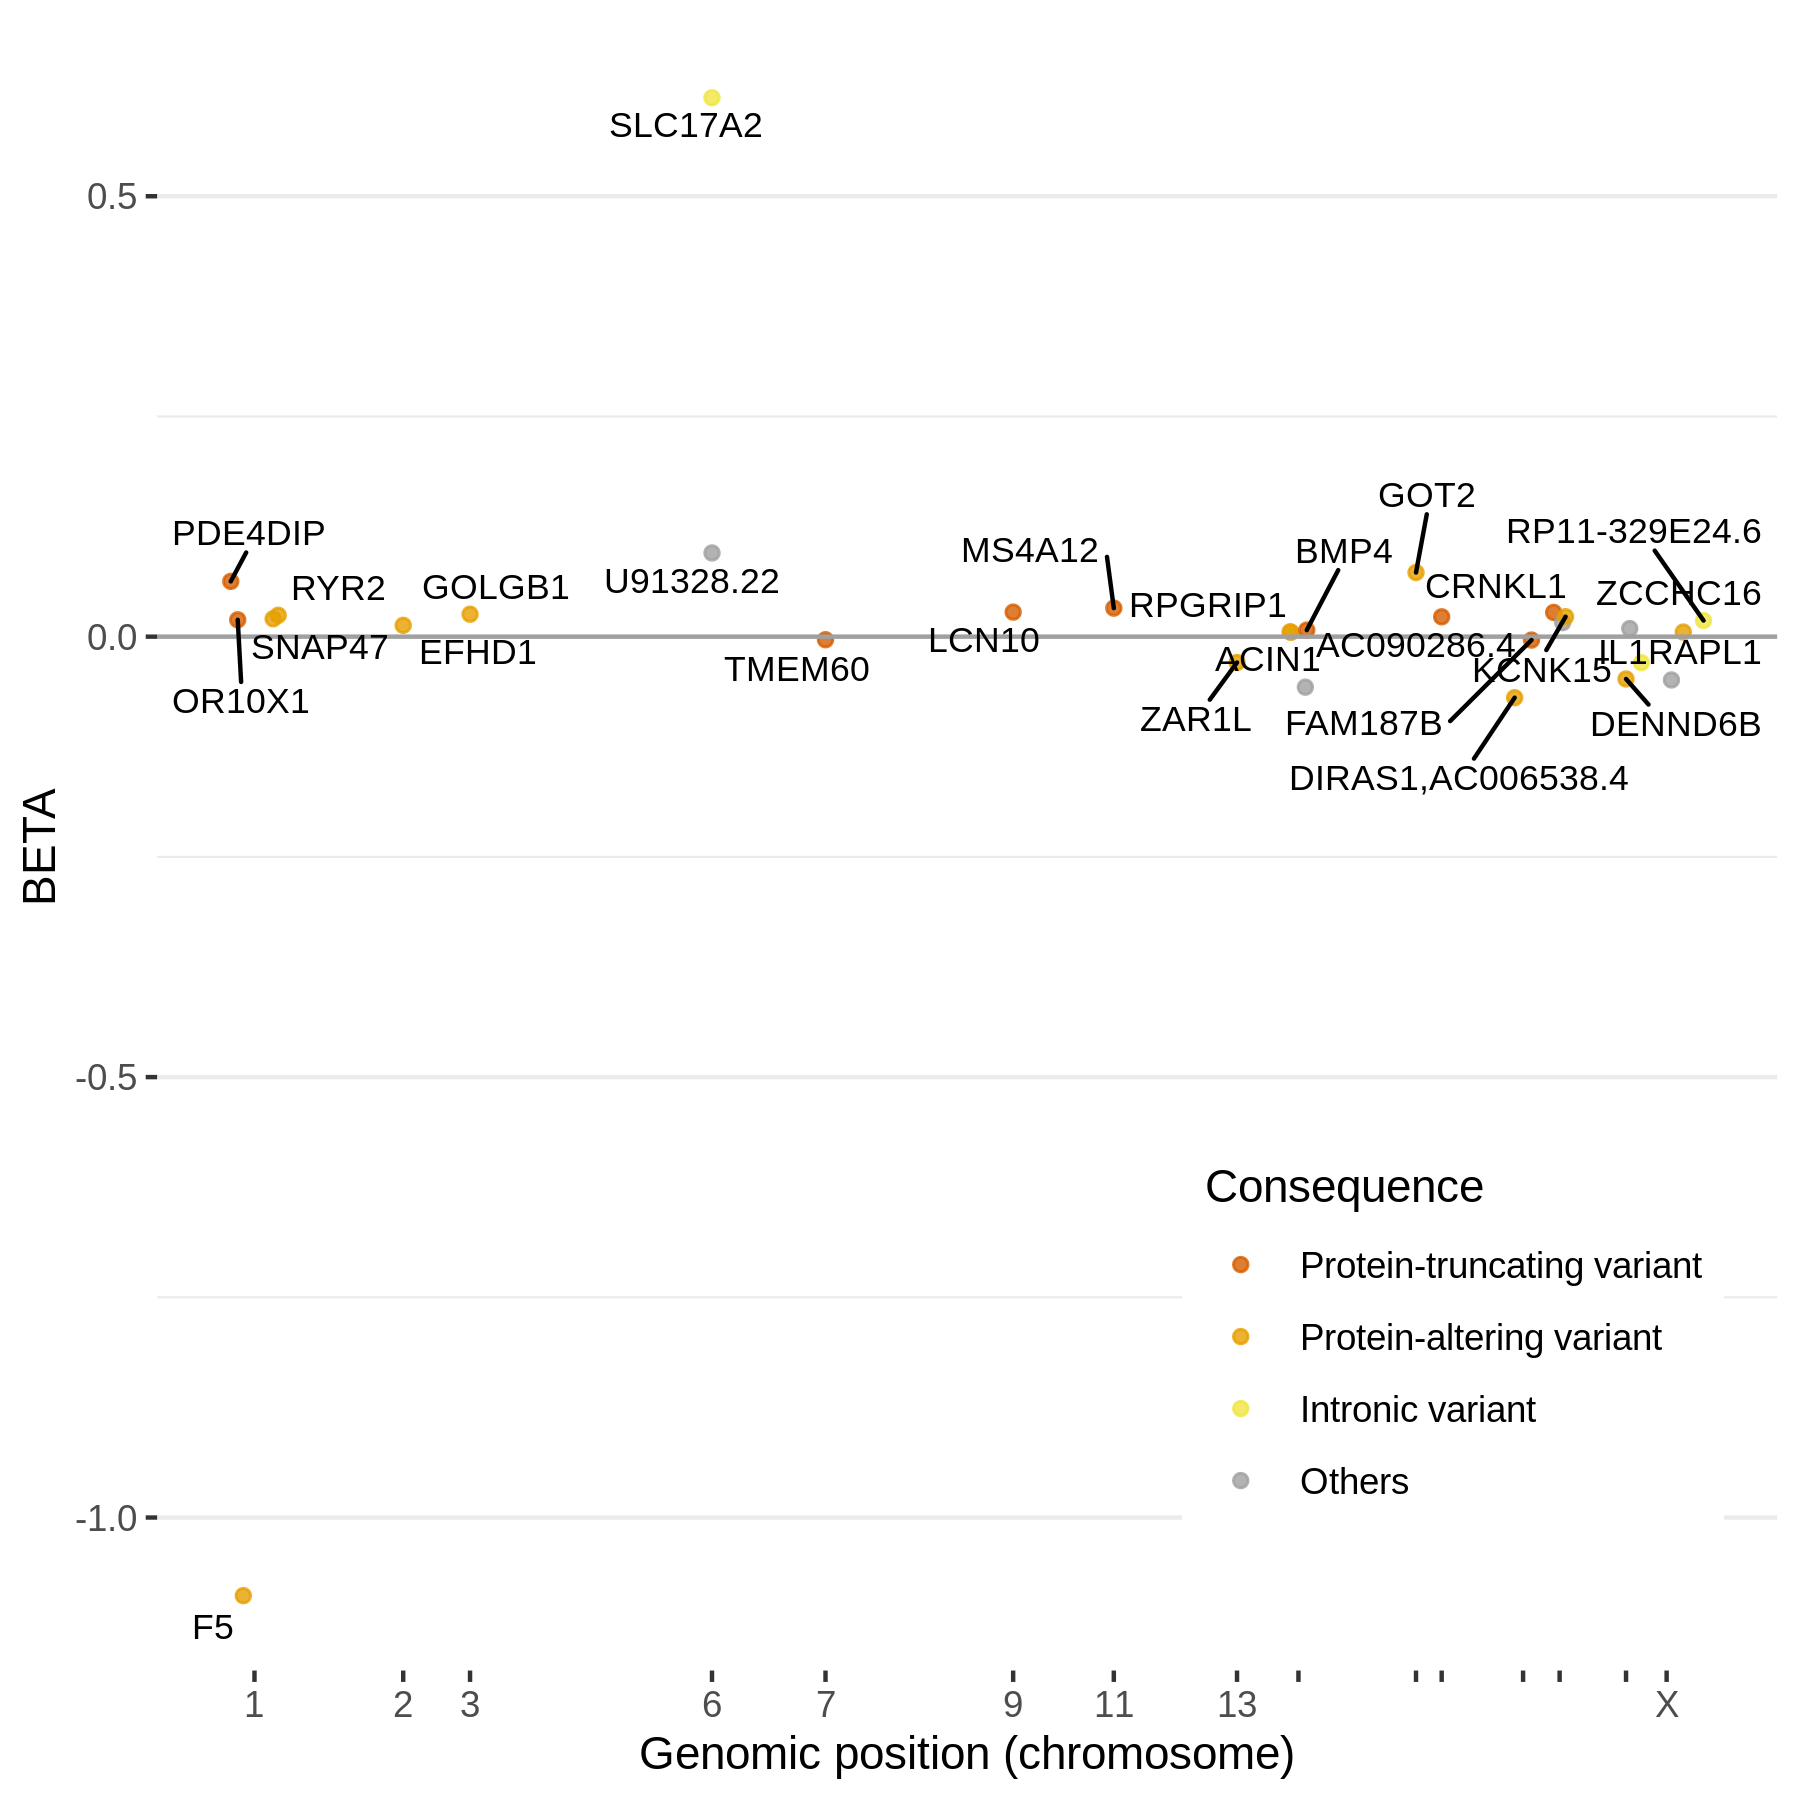 SLC17A2
0.5
GOT2
PDE4DIP
RP11-329E24.6
MS4A12
BMP4
RYR2
GOLGB1
U91328.22
CRNKL1
ZCCHC16
RPGRIP1
0.0
SNAP47
EFHD1
LCN10
AC090286.4
IL1RAPL1
TMEM60
ACIN1
KCNK15
OR10X1
ZAR1L
FAM187B
DENND6B
DIRAS1,AC006538.4
BETA
-0.5
Consequence
Protein-truncating variant
Protein-altering variant
Intronic variant
Others
-1.0
F5
1 2 3 6 7 9 11 13 X
Genomic position (chromosome)